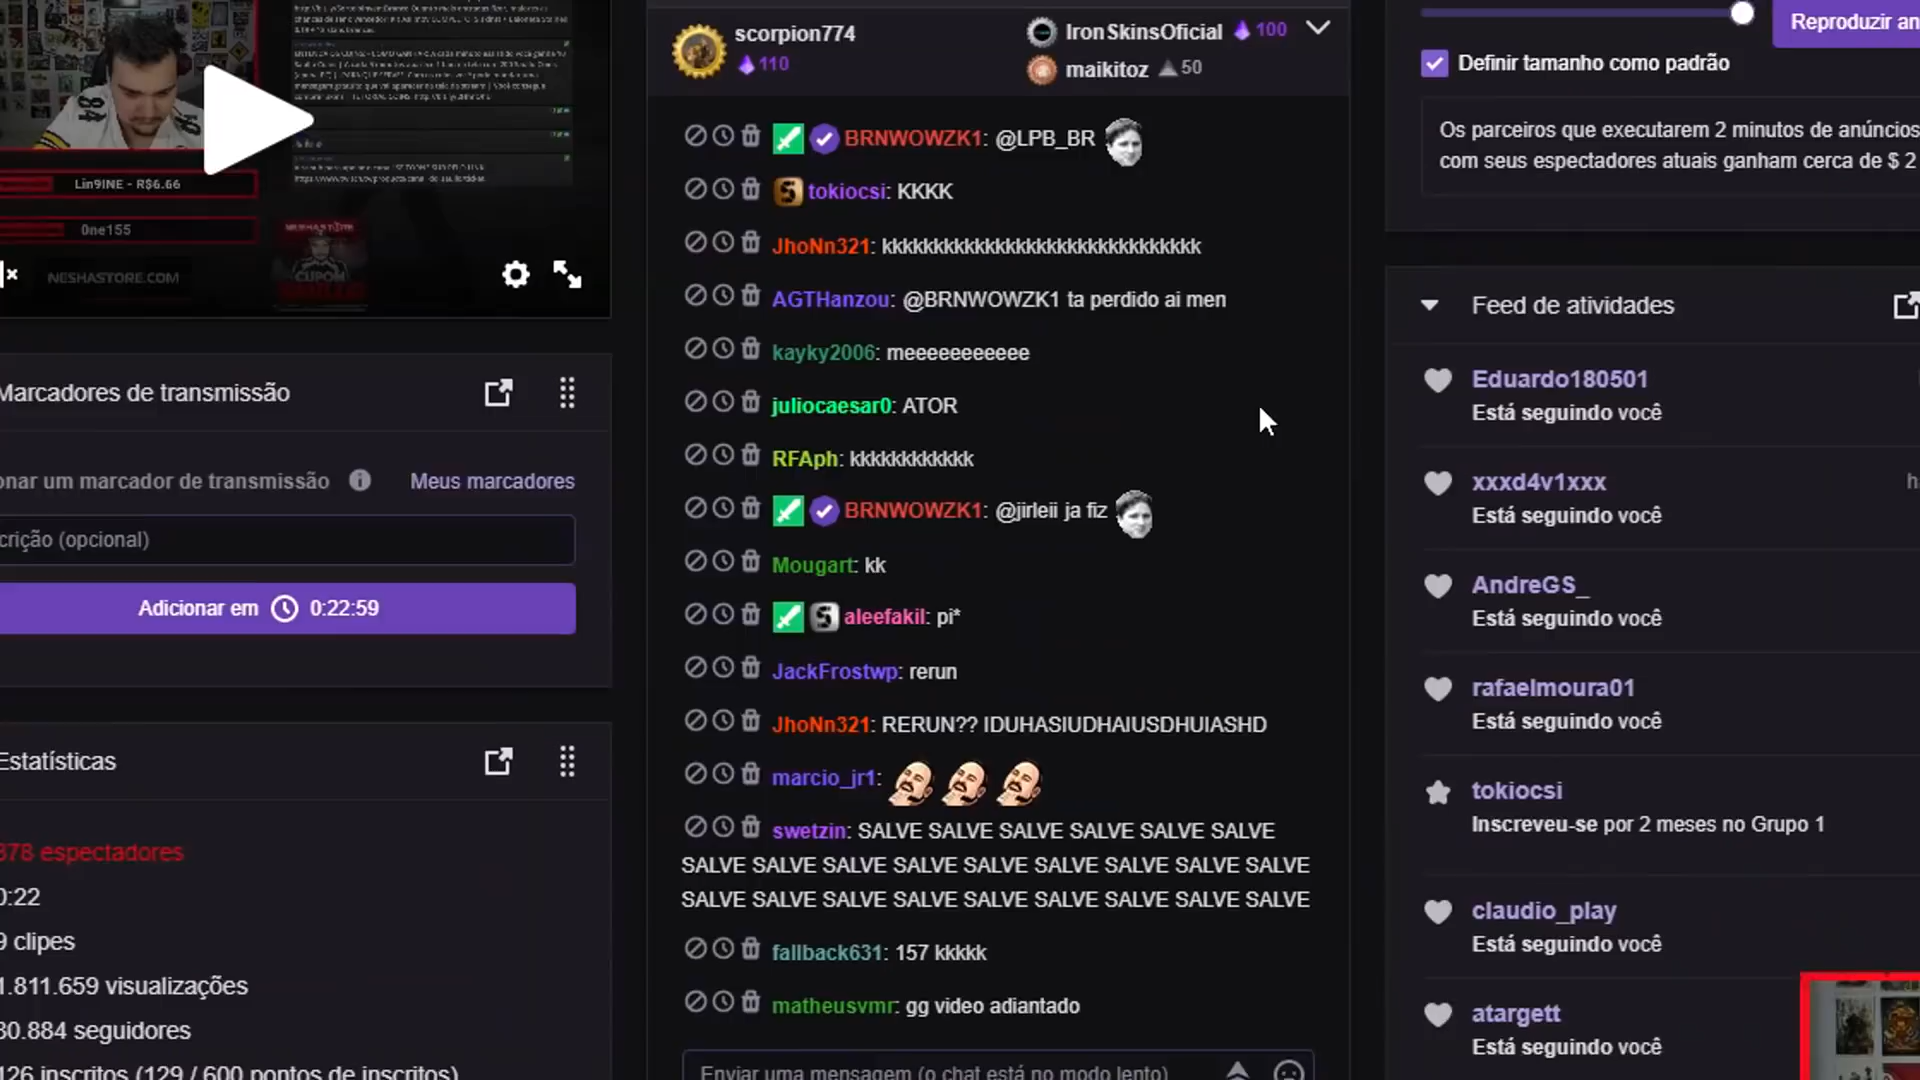 Lin9INE - R$6.66
0ne155
NESHASTORE.COM
NESHASTORE
CUPOM
Marcadores de transmissão
onar um marcador de transmissão
Meus marcadores
crição (opcional)
Adicionar em 0:22:59
Estatísticas
378 espectadores
0:22
9 clipes
1.811.659 visualizações
30.884 seguidores
126 inscritos (129 / 600 pontos de inscritos)
scorpion774
110
IronSkinsOficial 100
maikitoz 50
BRNWOWZK1: @LPB_BR
tokiocsi: KKKK
JhoNn321: kkkkkkkkkkkkkkkkkkkkkkkkkkkkkkk
AGTHanzou: @BRNWOWZK1 ta perdido ai men
kayky2006: meeeeeeeeeee
juliocaesar0: ATOR
RFAph: kkkkkkkkkkkk
BRNWOWZK1: @jirleii ja fiz
Mougart: kk
aleefakil: pi*
JackFrostwp: rerun
JhoNn321: RERUN?? IDUHASIUDHAIUSDHUIASHD
marcio_jr1:
swetzin: SALVE SALVE SALVE SALVE SALVE SALVE
SALVE SALVE SALVE SALVE SALVE SALVE SALVE SALVE SALVE
SALVE SALVE SALVE SALVE SALVE SALVE SALVE SALVE SALVE
fallback631: 157 kkkkk
matheusvmr: gg video adiantado
Enviar uma mensagem (o chat está no modo lento)
Reproduzir an
Definir tamanho como padrão
Os parceiros que executarem 2 minutos de anúncios
com seus espectadores atuais ganham cerca de $ 2
Feed de atividades
Eduardo180501
Está seguindo você
xxxd4v1xxx
Está seguindo você
AndreGS_
Está seguindo você
rafaelmoura01
Está seguindo você
tokiocsi
Inscreveu-se por 2 meses no Grupo 1
claudio_play
Está seguindo você
atargett
Está seguindo você